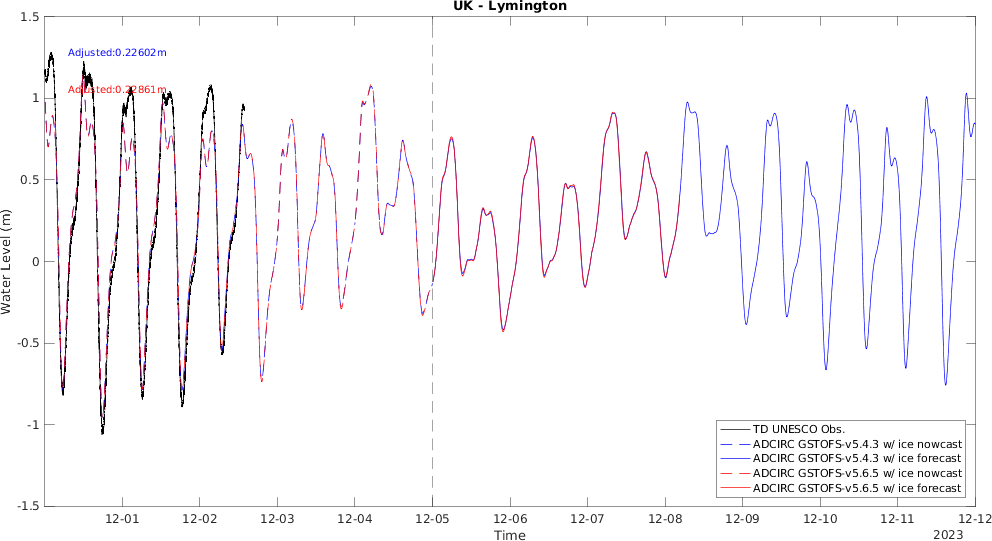 UK - Lymington
1.5
1
0.5
0
-0.5
-1
-1.5
Water Level (m)
Adjusted:0.22602m
Adjusted:0.22861m
TD UNESCO Obs.
ADCIRC GSTOFS-v5.4.3 w/ ice nowcast
ADCIRC GSTOFS-v5.4.3 w/ ice forecast
ADCIRC GSTOFS-v5.6.5 w/ ice nowcast
ADCIRC GSTOFS-v5.6.5 w/ ice forecast
12-01 12-02 12-03 12-04 12-05 12-06 12-07 12-08 12-09 12-10 12-11 12-12
Time
2023